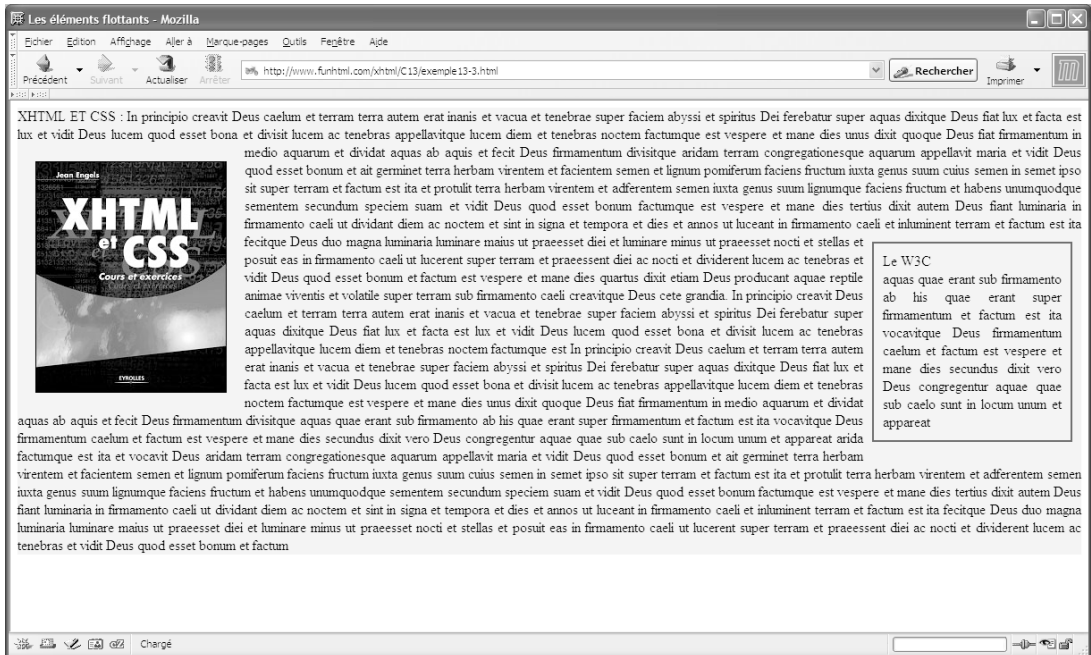 Les éléments flottants - Mozilla
Fichier Edition Affichage Aller à Marque-pages Outils Fenêtre Aide
Précédent Suivant Actualiser Arrêter http://www.funhtml.com/xhtml/C13/exemple13-3.html Rechercher Imprimer
XHTML ET CSS : In principio creavit Deus caelum et terram terra autem erat inanis et vacua et tenebrae super faciem abyssi et spiritus Dei ferebatur super aquas dixitque Deus fiat lux et facta est
lux et vidit Deus lucem quod esset bona et divisit lucem ac tenebras appellavitque lucem diem et tenebras noctem factumque est vespere et mane dies unus dixit quoque Deus fiat firmamentum in
medio aquarum et dividat aquas ab aquis et fecit Deus firmamentum divisitque aridam terram congregationesque aquarum appellavit maria et vidit Deus
quod esset bonum et ait germinet terra herbam virentem et facientem semen et lignum pomiferum faciens fructum iuxta genus suum cuius semen in semet ipso
sit super terram et factum est ita et protulit terra herbam virentem et adferentem semen iuxta genus suum lignumque faciens fructum et habens unumquodque
sementem secundum speciem suam et vidit Deus quod esset bonum factumque est vespere et mane dies tertius dixit autem Deus fiant luminaria in
firmamento caeli ut dividant diem ac noctem et sint in signa et tempora et dies et annos ut luceant in firmamento caeli et inluminent terram et factum est ita
fecitque Deus duo magna luminaria luminare maius ut praeesset diei et luminare minus ut praeesset nocti et stellas et
posuit eas in firmamento caeli ut lucerent super terram et praeessent diei ac nocti et dividerent lucem ac tenebras et
vidit Deus quod esset bonum et factum est vespere et mane dies quartus dixit etiam Deus producant aquae reptile
animae viventis et volatile super terram sub firmamento caeli creavitque Deus cete grandia. In principio creavit Deus
caelum et terram terra autem erat inanis et vacua et tenebrae super faciem abyssi et spiritus Dei ferebatur super
aquas dixitque Deus fiat lux et facta est lux et vidit Deus lucem quod esset bona et divisit lucem ac tenebras
appellavitque lucem diem et tenebras noctem factumque est In principio creavit Deus caelum et terram terra autem
erat inanis et vacua et tenebrae super faciem abyssi et spiritus Dei ferebatur super aquas dixitque Deus fiat lux et
facta est lux et vidit Deus lucem quod esset bona et divisit lucem ac tenebras appellavitque lucem diem et tenebras
noctem factumque est vespere et mane dies unus dixit quoque Deus fiat firmamentum in medio aquarum et dividat
aquas ab aquis et fecit Deus firmamentum divisitque aquas quae erant sub firmamento ab his quae erant super firmamentum et factum est ita vocavitque Deus
firmamentum caelum et factum est vespere et mane dies secundus dixit vero Deus congregentur aquae quae sub caelo sunt in locum unum et appareat arida
factumque est ita et vocavit Deus aridam terram congregationesque aquarum appellavit maria et vidit Deus quod esset bonum et ait germinet terra herbam
virentem et facientem semen et lignum pomiferum faciens fructum iuxta genus suum cuius semen in semet ipso sit super terram et factum est ita et protulit terra herbam virentem et adferentem semen
iuxta genus suum lignumque faciens fructum et habens unumquodque sementem secundum speciem suam et vidit Deus quod esset bonum factumque est vespere et mane dies tertius dixit autem Deus
fiant luminaria in firmamento caeli ut dividant diem ac noctem et sint in signa et tempora et dies et annos ut luceant in firmamento caeli et inluminent terram et factum est ita fecitque Deus duo magna
luminaria luminare maius ut praeesset diei et luminare minus ut praeesset nocti et stellas et posuit eas in firmamento caeli ut lucerent super terram et praeessent diei ac nocti et dividerent lucem ac
tenebras et vidit Deus quod esset bonum et factum
Jean Engels
XHTML
et CSS
Cours et exercices
EYROLLES
Le W3C
aquas quae erant sub firmamento
ab his quae erant super
firmamentum et factum est ita
vocavitque Deus firmamentum
caelum et factum est vespere et
mane dies secundus dixit vero
Deus congregentur aquae quae
sub caelo sunt in locum unum et
appareat
Chargé